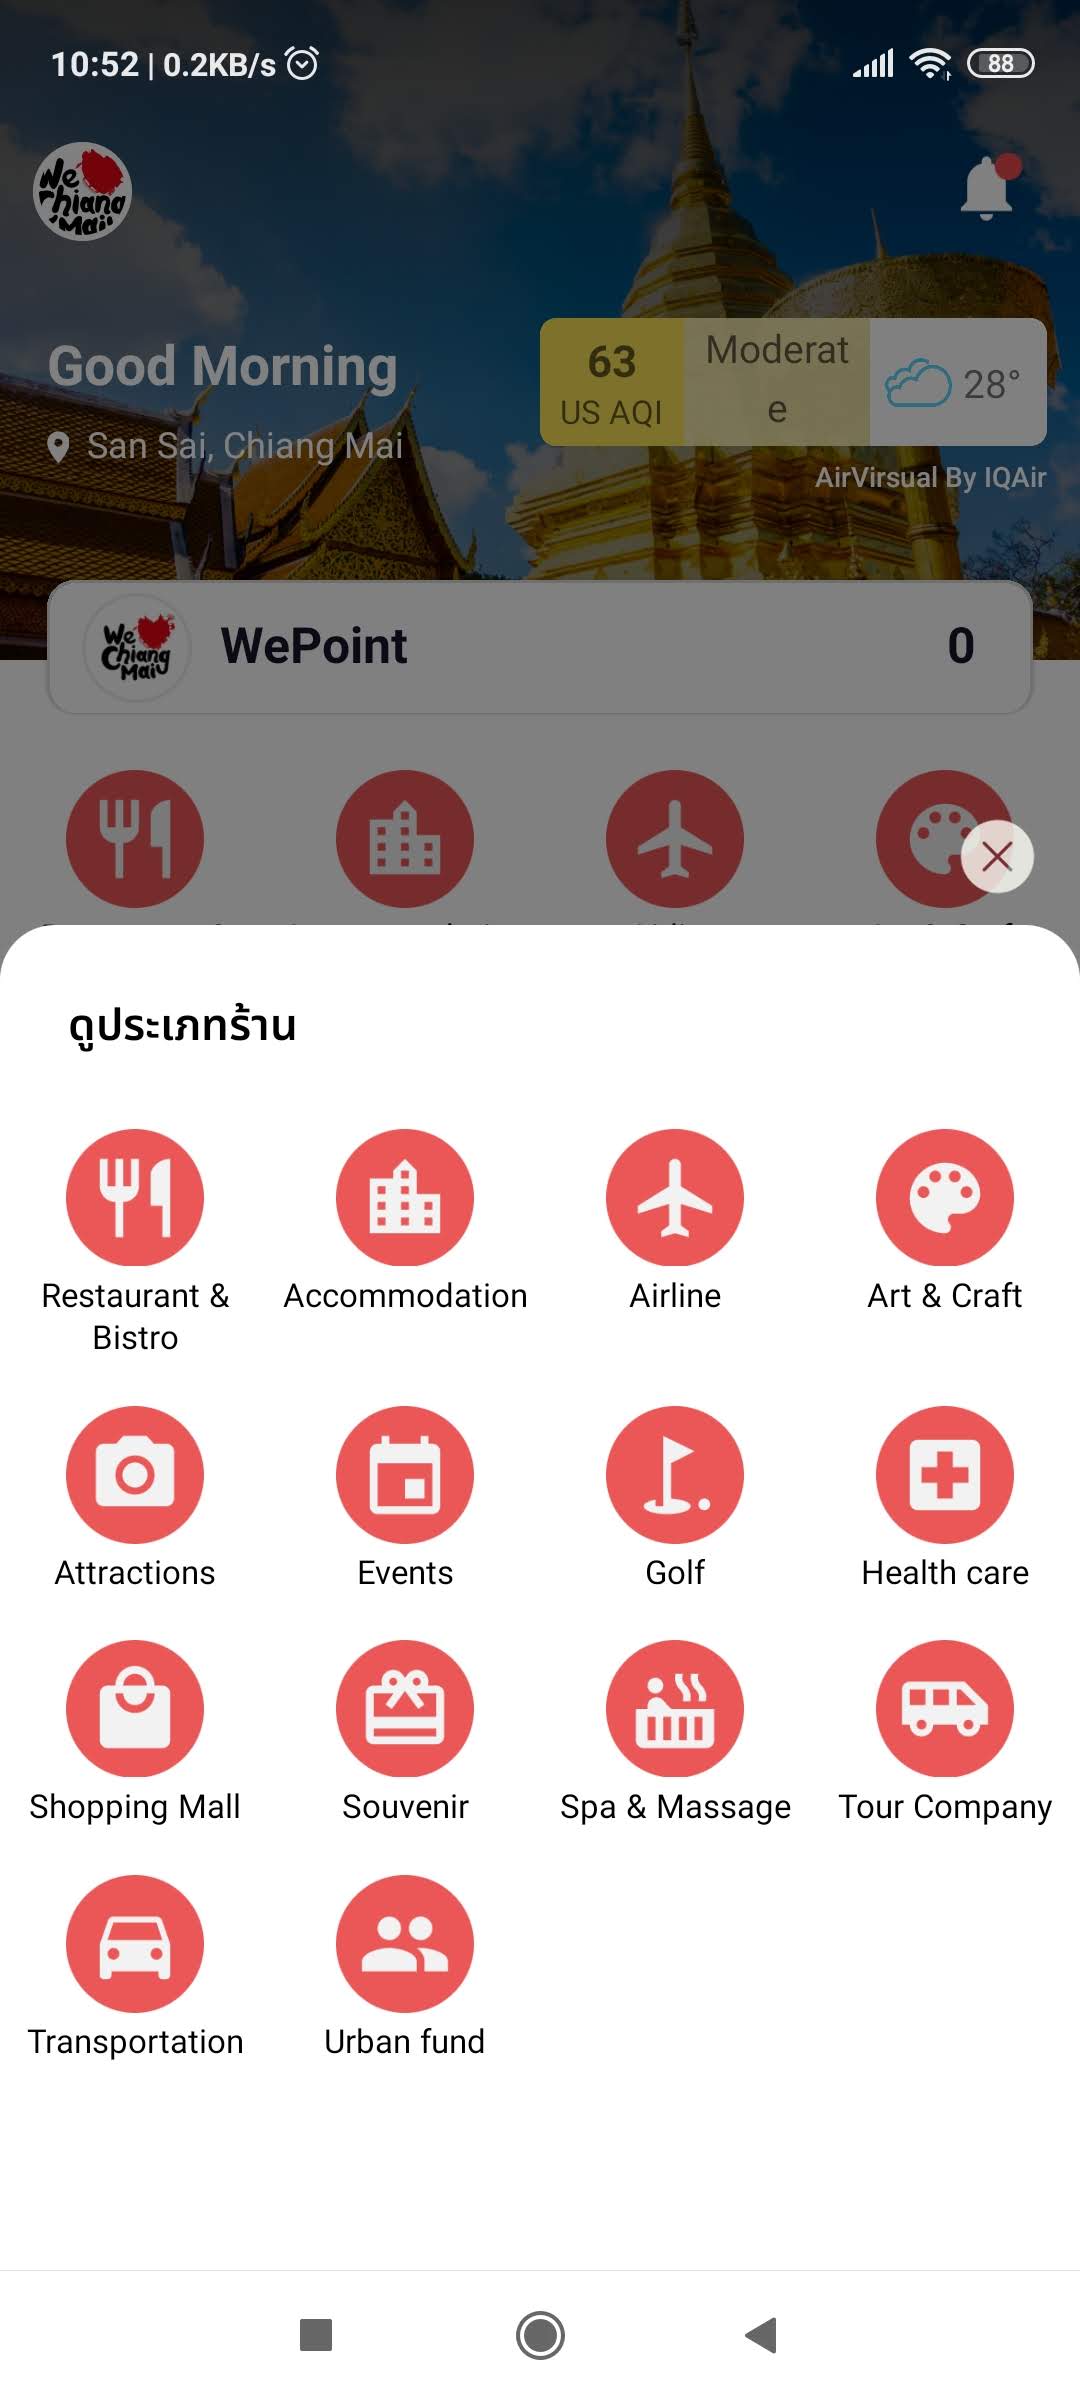 10:52 | 0.2KB/s
88
We Chiang Mai
Good Morning
San Sai, Chiang Mai
63
US AQI
Moderat
e
28°
AirVirsual By IQAir
We
Chiang
Mai
WePoint
0
ดูประเภทร้าน
Restaurant &
Bistro
Accommodation
Airline
Art & Craft
Attractions
Events
Golf
Health care
Shopping Mall
Souvenir
Spa & Massage
Tour Company
Transportation
Urban fund